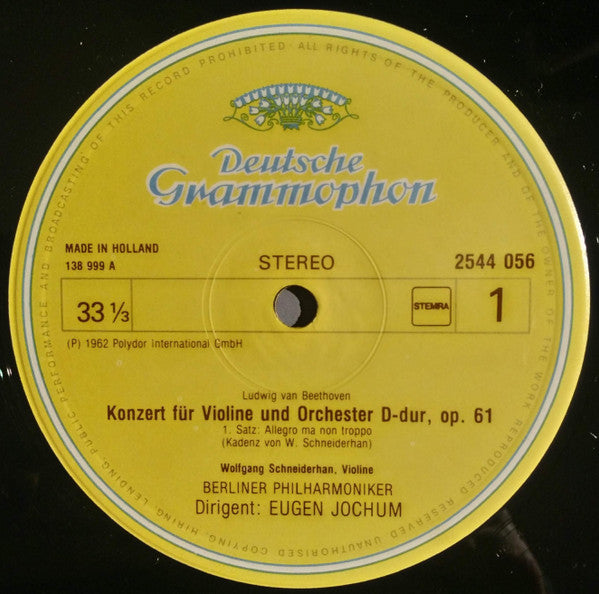 ALL RIGHTS OF THE PRODUCER AND OF THE OWNER OF THE WORK REPRODUCED RESERVED · UNAUTHORISED COPYING, HIRING, LENDING, PUBLIC PERFORMANCE AND BROADCASTING OF THIS RECORD PROHIBITED ·
Deutsche
Grammophon
MADE IN HOLLAND
138 999 A
STEREO
2544 056
33 1/3
STEMRA
1
(P) 1962 Polydor International GmbH
Ludwig van Beethoven
Konzert für Violine und Orchester D-dur, op. 61
1. Satz: Allegro ma non troppo
(Kadenz von W. Schneiderhan)
Wolfgang Schneiderhan, Violine
BERLINER PHILHARMONIKER
Dirigent: EUGEN JOCHUM